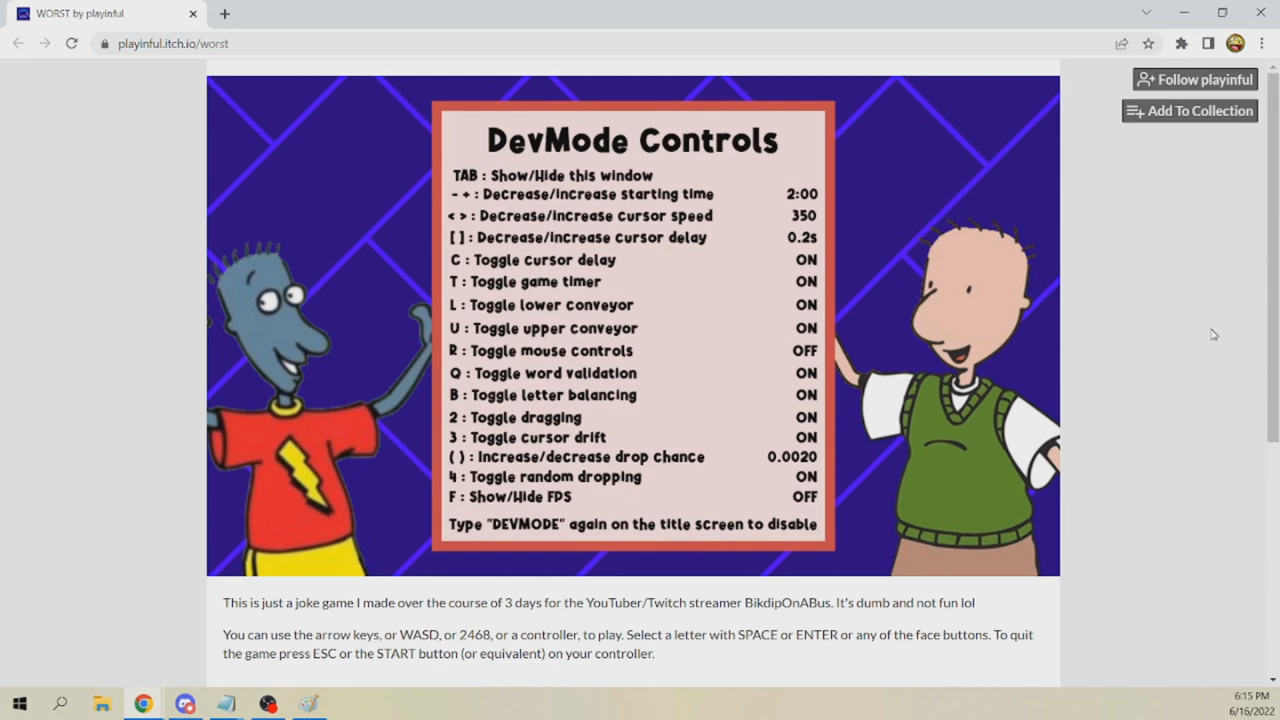 WORST by playinful
playinful.itch.io/worst
Follow playinful
Add To Collection
DevMode Controls
TAB : Show/Hide this window
- + : Decrease/increase starting time 2:00
< > : Decrease/increase cursor speed 350
[ ] : Decrease/increase cursor delay 0.2s
C : Toggle cursor delay ON
T : Toggle game timer ON
L : Toggle lower conveyor ON
U : Toggle upper conveyor ON
R : Toggle mouse controls OFF
Q : Toggle word validation ON
B : Toggle letter balancing ON
2 : Toggle dragging ON
3 : Toggle cursor drift ON
( ) : Increase/decrease drop chance 0.0020
4 : Toggle random dropping ON
F : Show/Hide FPS OFF
Type "DEVMODE" again on the title screen to disable
This is just a joke game I made over the course of 3 days for the YouTuber/Twitch streamer BikdipOnABus. It's dumb and not fun lol
You can use the arrow keys, or WASD, or 2468, or a controller, to play. Select a letter with SPACE or ENTER or any of the face buttons. To quit
the game press ESC or the START button (or equivalent) on your controller.
6:15 PM
6/16/2022